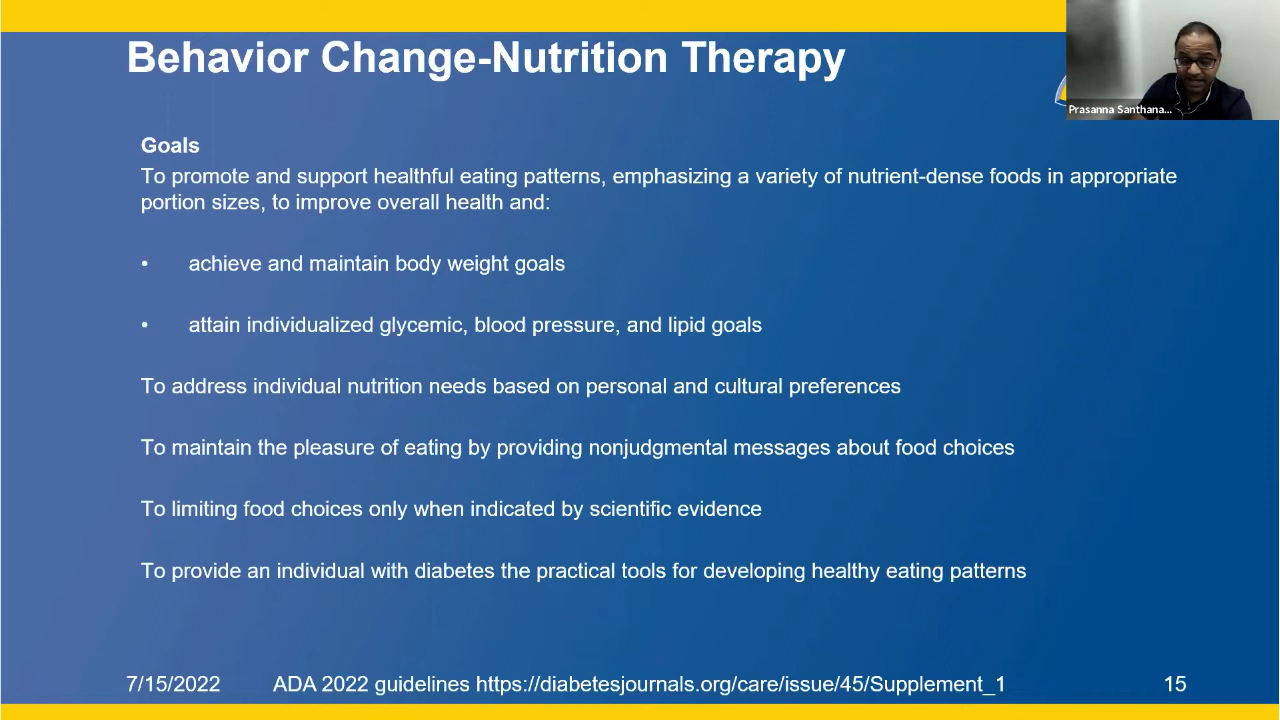 Behavior Change-Nutrition Therapy
Prasanna Santhana...
Goals
To promote and support healthful eating patterns, emphasizing a variety of nutrient-dense foods in appropriate
portion sizes, to improve overall health and:
• achieve and maintain body weight goals
• attain individualized glycemic, blood pressure, and lipid goals
To address individual nutrition needs based on personal and cultural preferences
To maintain the pleasure of eating by providing nonjudgmental messages about food choices
To limiting food choices only when indicated by scientific evidence
To provide an individual with diabetes the practical tools for developing healthy eating patterns
7/15/2022 ADA 2022 guidelines https://diabetesjournals.org/care/issue/45/Supplement_1 15